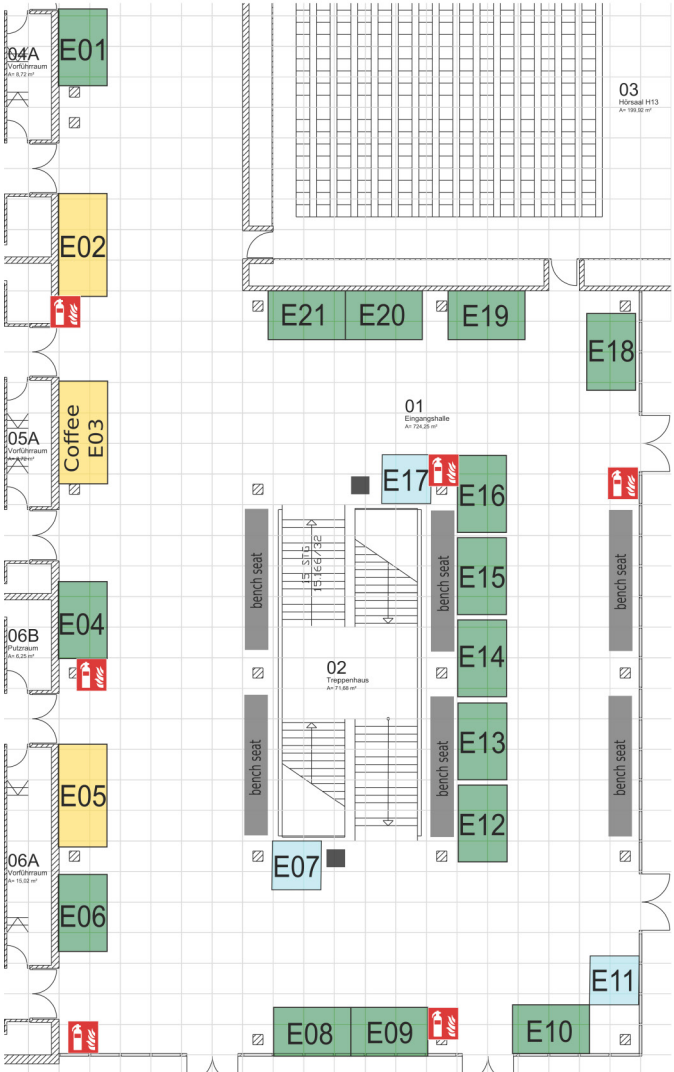 04A
Vorführraum
A= 8,72 m²
E01
03
Hörsaal H13
A= 199,92 m²
E02
E21
E20
E19
E18
01
Eingangshalle
A= 724,25 m²
05A
Vorführraum
Coffee
E03
E17
E16
15 STG
bench seat
bench seat
bench seat
E15
06B
Putzraum
A= 6,25 m²
E04
E14
02
Treppenhaus
A= 71,68 m²
bench seat
bench seat
bench seat
E13
E05
E12
06A
Vorführraum
A= 15,02 m²
E07
E06
E11
E08
E09
E10